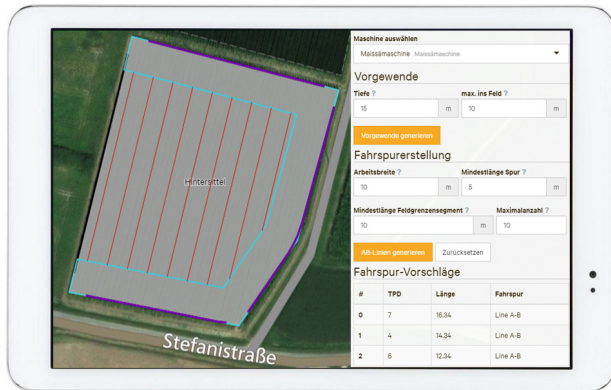 Maschine auswählen
Maissämaschine Maissämaschine
Vorgewende
Tiefe ? max. ins Feld ?
15 m 10 m
Vorgewende generieren
Fahrspurerstellung
Arbeitsbreite ? Mindestlänge Spur ?
10 m 5 m
Mindestlänge Feldgrenzensegment ? Maximalanzahl ?
10 m 10
AB-Linien generieren Zurücksetzen
Fahrspur-Vorschläge
# TPD Länge Fahrspur
0 7 16.34 Line A-B
1 4 14.34 Line A-B
2 6 12.34 Line A-B
Hintersittel
Stefanistraße